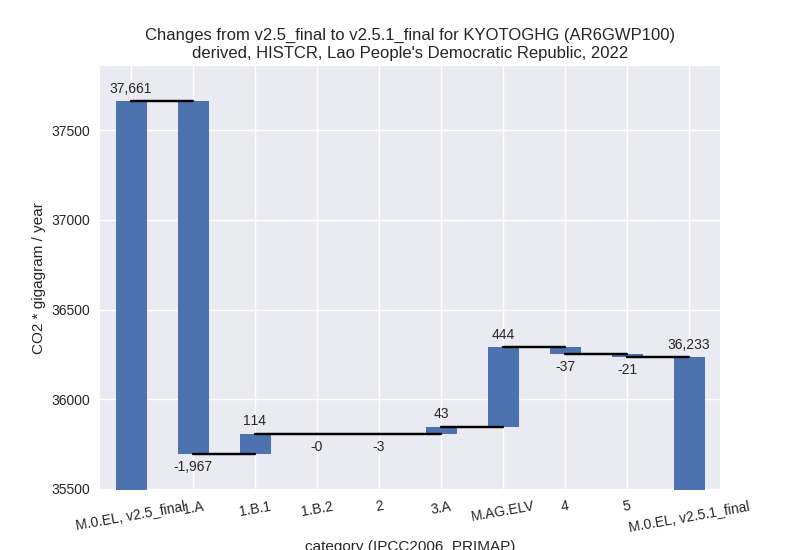 Changes from v2.5_final to v2.5.1_final for KYOTOGHG (AR6GWP100)
derived, HISTCR, Lao People's Democratic Republic, 2022
37,661
37500
37000
36500
36000
35500
CO2 * gigagram / year
-1,967
114
-0
-3
43
444
-37
-21
36,233
M.0.EL, v2.5_final
1.A
1.B.1
1.B.2
2
3.A
M.AG.ELV
4
5
M.0.EL, v2.5.1_final
category (IPCC2006_PRIMAP)